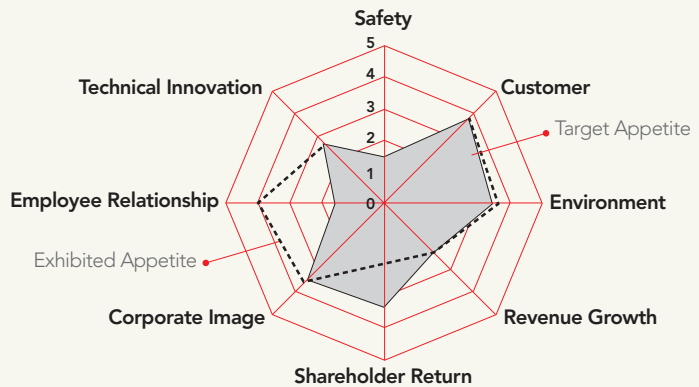 Safety
5
4
3
2
1
0
Technical Innovation
Customer
Target Appetite
Employee Relationship
Environment
Exhibited Appetite
Corporate Image
Revenue Growth
Shareholder Return